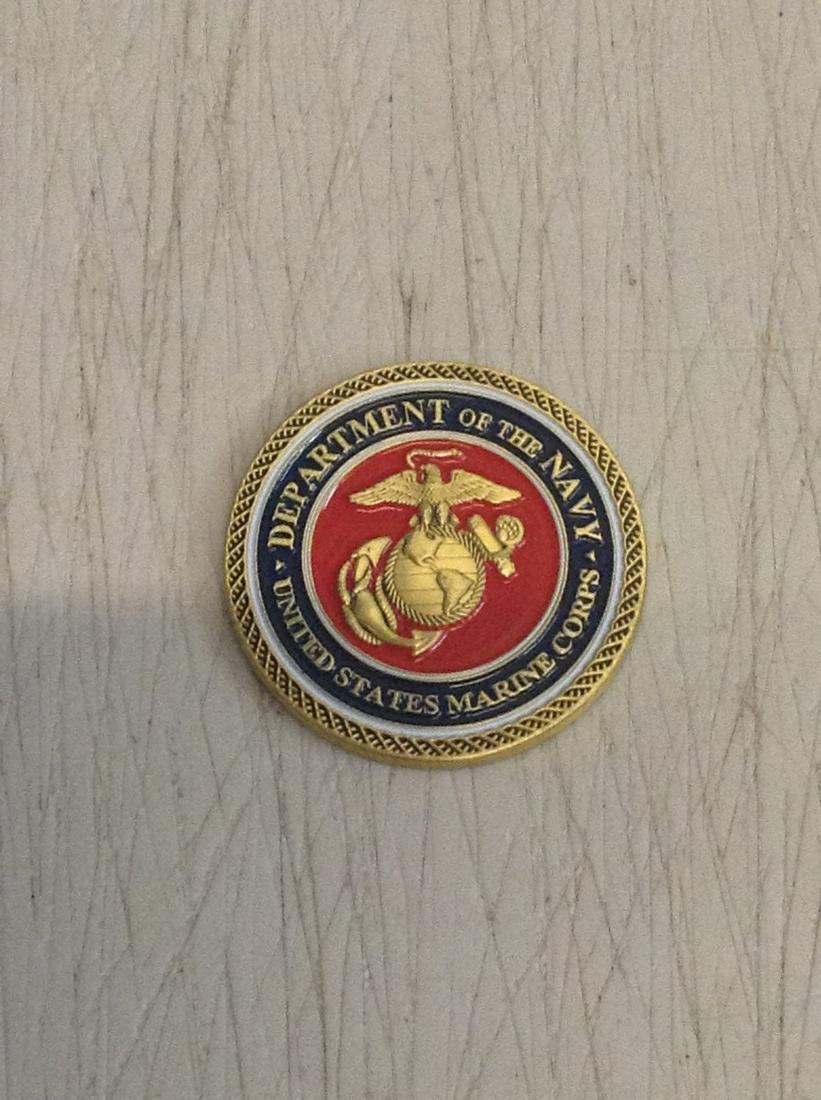 DEPARTMENT OF THE NAVY
UNITED STATES MARINE CORPS